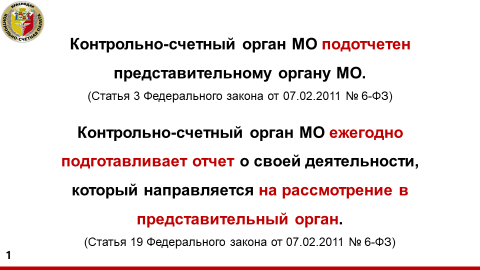 Контрольно-счетный орган МО подотчетен
представительному органу МО.
(Статья 3 Федерального закона от 07.02.2011 № 6-ФЗ)
Контрольно-счетный орган МО ежегодно
подготавливает отчет о своей деятельности,
который направляется на рассмотрение в
представительный орган.
(Статья 19 Федерального закона от 07.02.2011 № 6-ФЗ)
1